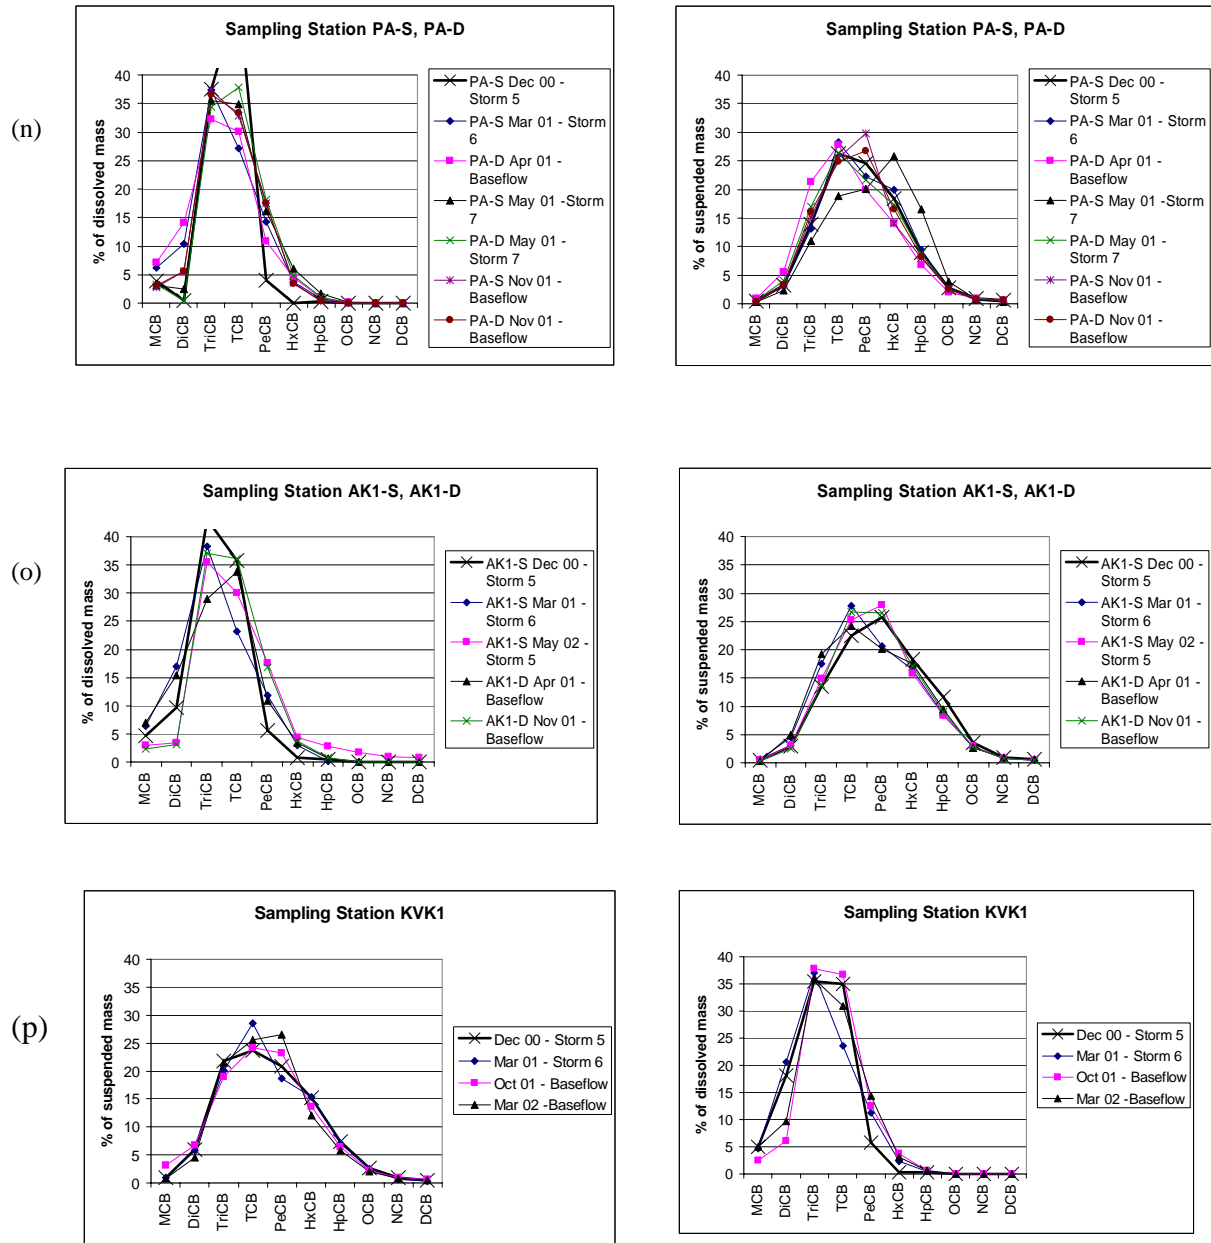 (n)
Sampling Station PA-S, PA-D
% of dissolved mass
40
35
30
25
20
15
10
5
0
MCB
DiCB
TriCB
TCB
PeCB
HxCB
HpCB
OCB
NCB
DCB
PA-S Dec 00 -
Storm 5
PA-S Mar 01 - Storm
6
PA-D Apr 01 -
Baseflow
PA-S May 01 -Storm
7
PA-D May 01 -
Storm 7
PA-S Nov 01 -
Baseflow
PA-D Nov 01 -
Baseflow
Sampling Station PA-S, PA-D
% of suspended mass
40
35
30
25
20
15
10
5
0
MCB
DiCB
TriCB
TCB
PeCB
HxCB
HpCB
OCB
NCB
DCB
PA-S Dec 00 -
Storm 5
PA-S Mar 01 - Storm
6
PA-D Apr 01 -
Baseflow
PA-S May 01 -Storm
7
PA-D May 01 -
Storm 7
PA-S Nov 01 -
Baseflow
PA-D Nov 01 -
Baseflow
(o)
Sampling Station AK1-S, AK1-D
% of dissolved mass
40
35
30
25
20
15
10
5
0
MCB
DiCB
TriCB
TCB
PeCB
HxCB
HpCB
OCB
NCB
DCB
AK1-S Dec 00 -
Storm 5
AK1-S Mar 01 -
Storm 6
AK1-S May 02 -
Storm 5
AK1-D Apr 01 -
Baseflow
AK1-D Nov 01 -
Baseflow
Sampling Station AK1-S, AK1-D
% of suspended mass
40
35
30
25
20
15
10
5
0
MCB
DiCB
TriCB
TCB
PeCB
HxCB
HpCB
OCB
NCB
DCB
AK1-S Dec 00 -
Storm 5
AK1-S Mar 01 -
Storm 6
AK1-S May 02 -
Storm 5
AK1-D Apr 01 -
Baseflow
AK1-D Nov 01 -
Baseflow
(p)
Sampling Station KVK1
% of suspended mass
40
35
30
25
20
15
10
5
0
MCB
DiCB
TriCB
TCB
PeCB
HxCB
HpCB
OCB
NCB
DCB
Dec 00 - Storm 5
Mar 01 - Storm 6
Oct 01 - Baseflow
Mar 02 -Baseflow
Sampling Station KVK1
% of dissolved mass
40
35
30
25
20
15
10
5
0
MCB
DiCB
TriCB
TCB
PeCB
HxCB
HpCB
OCB
NCB
DCB
Dec 00 - Storm 5
Mar 01 - Storm 6
Oct 01 - Baseflow
Mar 02 -Baseflow